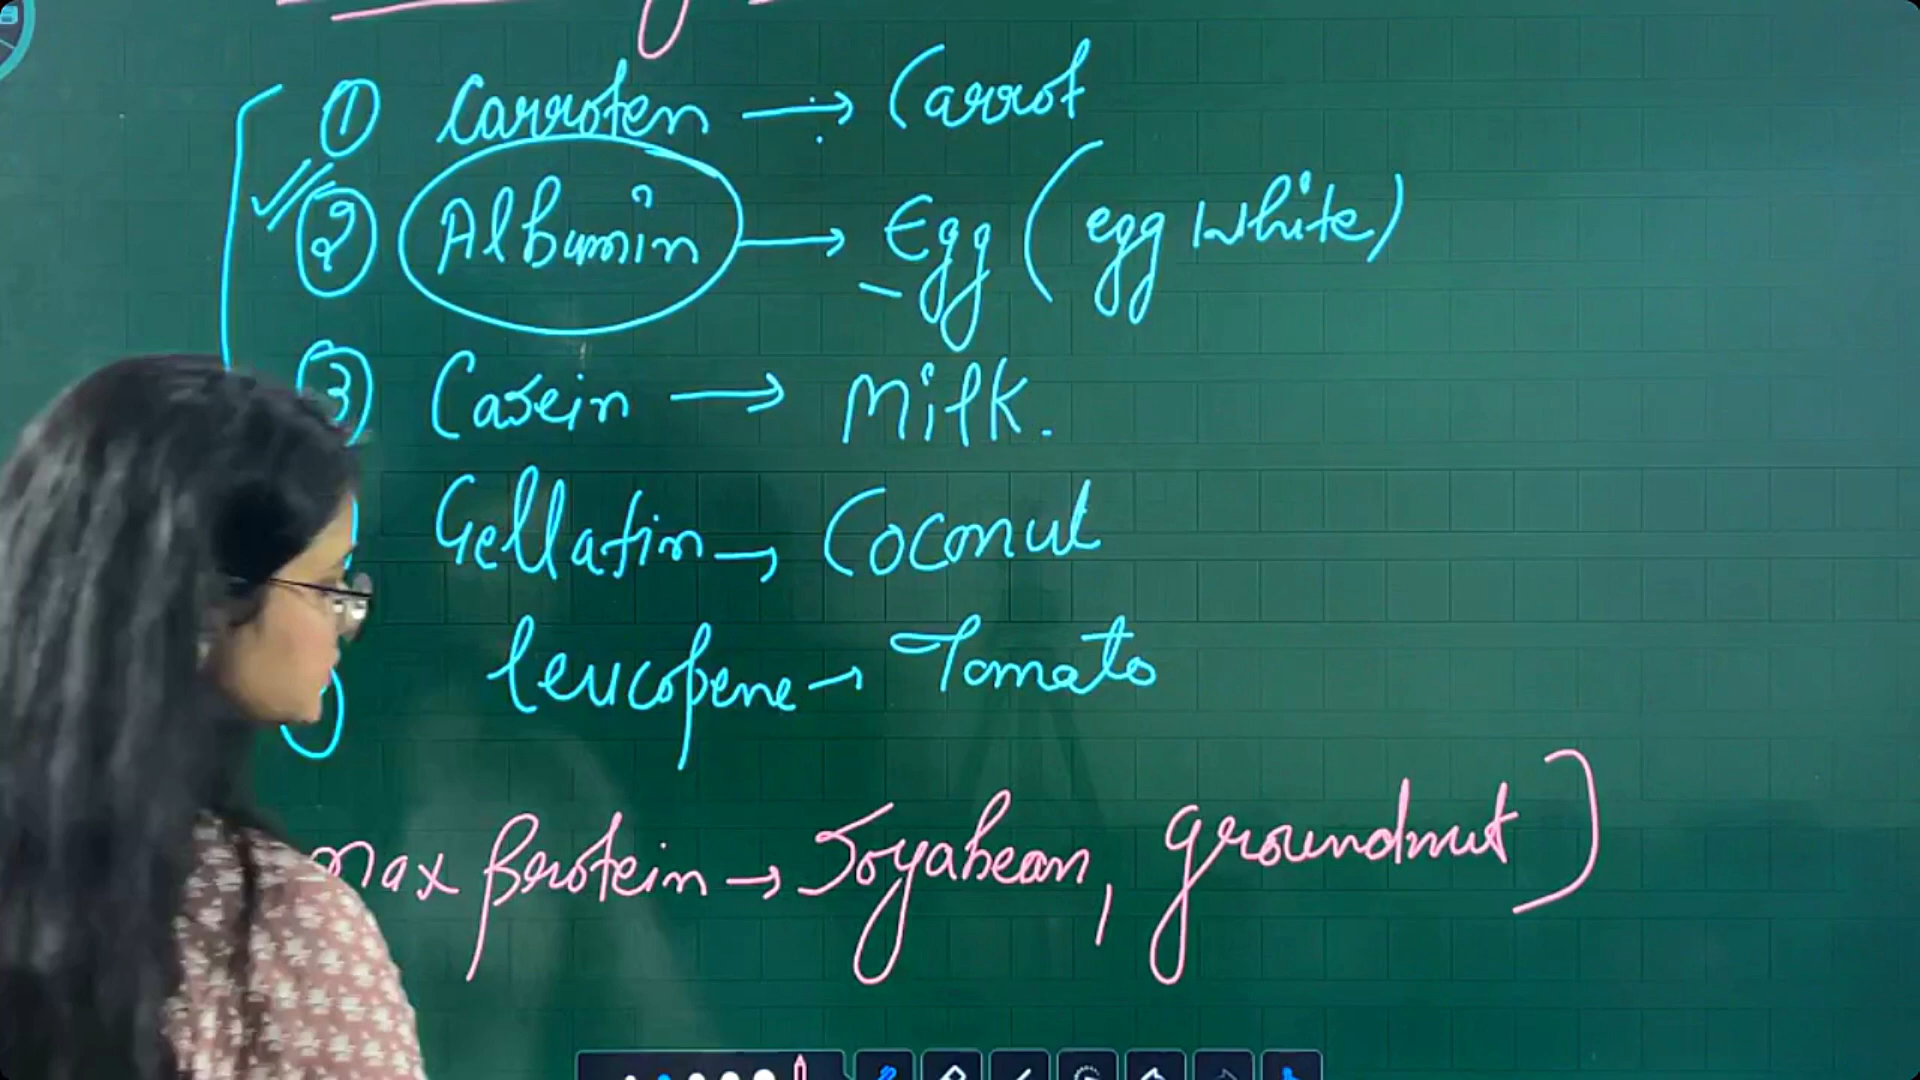 ① Carroten → Carrot
② Albumin → Egg (egg white)
③ Casein → Milk.
Gellatin → Coconut
leucopene → Tomato
max protein → Soyabean, groundnut]